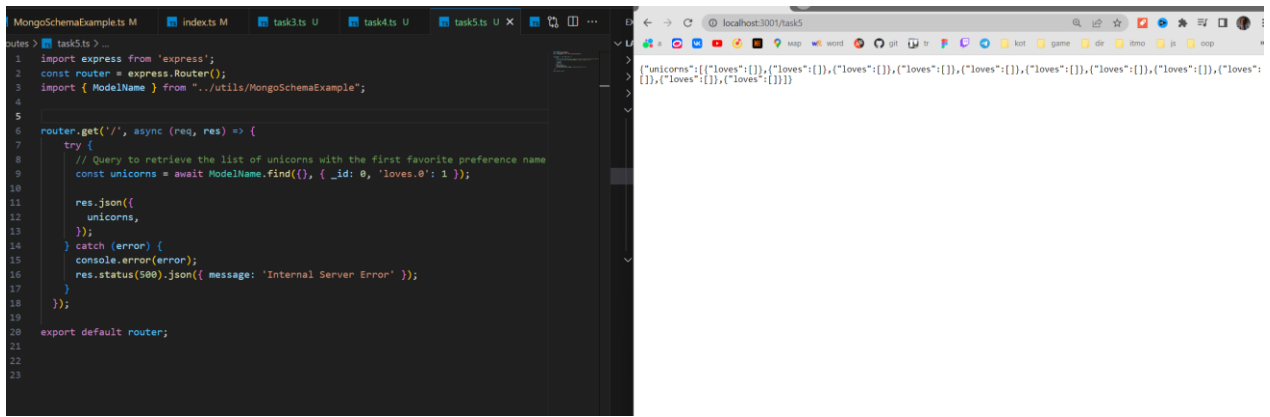 MongoSchemaExample.ts M index.ts M task3.ts U task4.ts U task5.ts U
outes > task5.ts > ...
1 import express from 'express';
2 const router = express.Router();
3 import { ModelName } from "../utils/MongoSchemaExample";
4
5
6 router.get('/', async (req, res) => {
7 try {
8 // Query to retrieve the list of unicorns with the first favorite preference name
9 const unicorns = await ModelName.find({}, { _id: 0, 'loves.0': 1 });
10
11 res.json({
12 unicorns,
13 });
14 } catch (error) {
15 console.error(error);
16 res.status(500).json({ message: 'Internal Server Error' });
17 }
18 });
19
20 export default router;
21
22
23
localhost:3001/task5
word git tr kot game dir itmo js oop
{"unicorns":[{"loves":[]},{"loves":[]},{"loves":[]},{"loves":[]},{"loves":[]},{"loves":[]},{"loves":[]},{"loves":[]},{"loves":[]},{"loves":
[]},{"loves":[]},{"loves":[]}]}